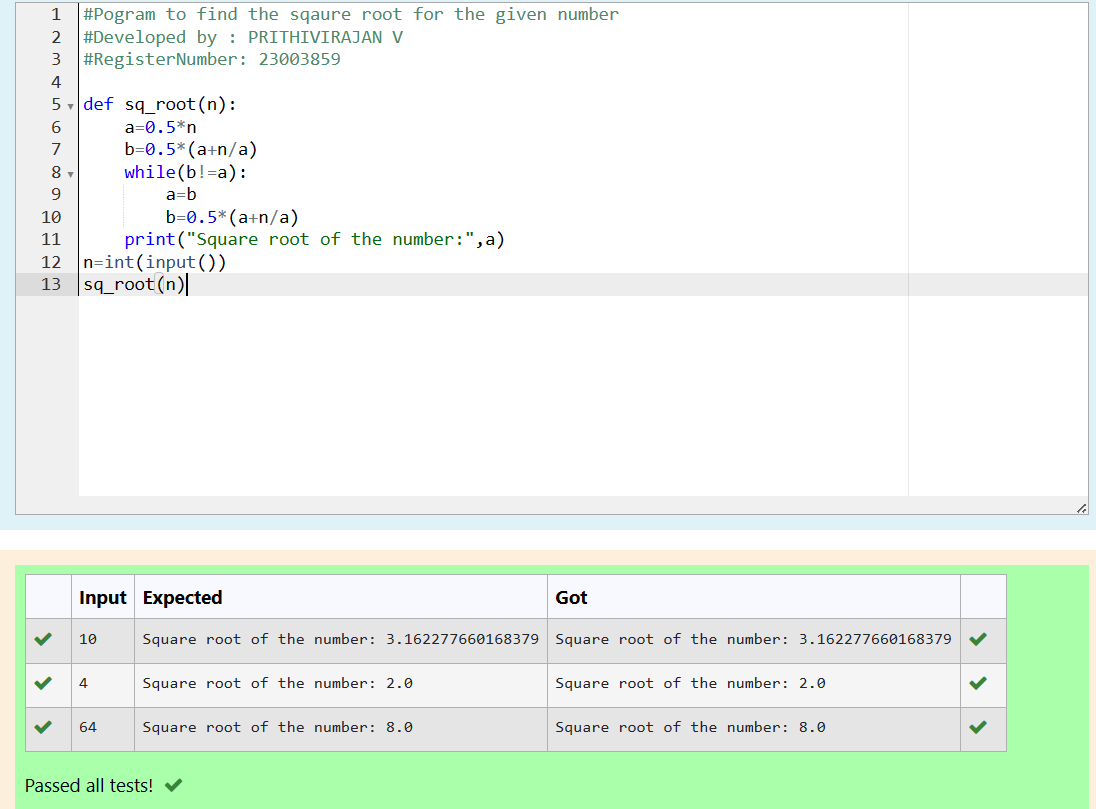 1 #Pogram to find the sqaure root for the given number
2 #Developed by : PRITHIVIRAJAN V
3 #RegisterNumber: 23003859
4
5 def sq_root(n):
6     a=0.5*n
7     b=0.5*(a+n/a)
8     while(b!=a):
9         a=b
10         b=0.5*(a+n/a)
11     print("Square root of the number:",a)
12 n=int(input())
13 sq_root(n)
Input Expected Got
10 Square root of the number: 3.162277660168379 Square root of the number: 3.162277660168379
4 Square root of the number: 2.0 Square root of the number: 2.0
64 Square root of the number: 8.0 Square root of the number: 8.0
Passed all tests!